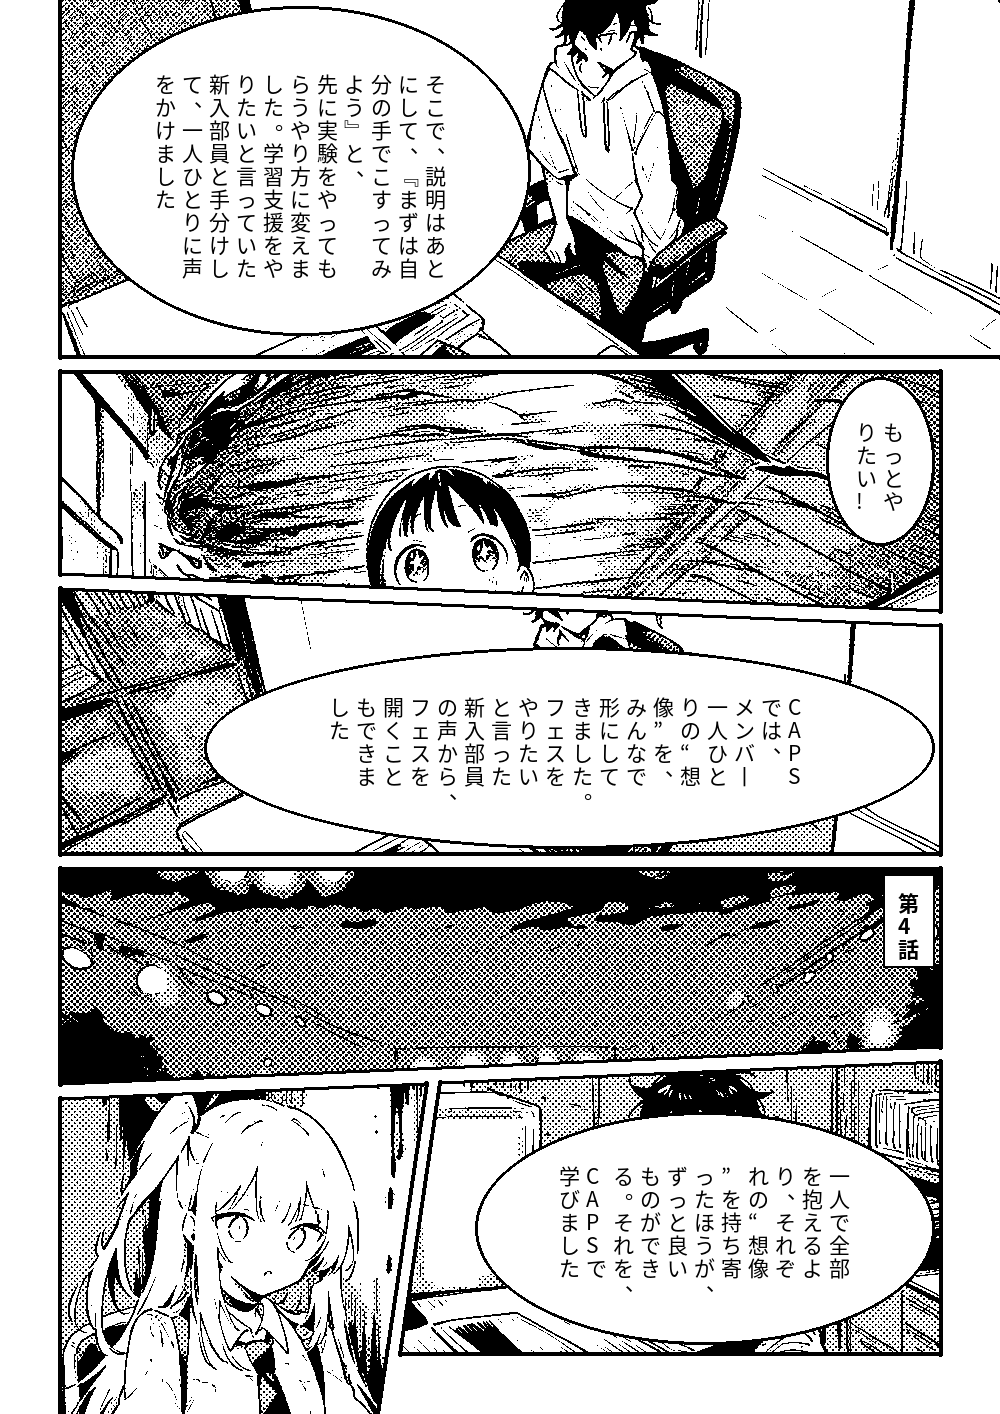 そこで、説明はあと
にして、『まずは自
分の手でこすってみ
よう』と、
先に実験をやっても
らうやり方に変えま
した。学習支援をや
りたいと言っていた
新入部員と手分けし
て、一人ひとりに声
をかけました
もっとや
りたい！
CAPS
では、
メンバー
一人ひと
りの“想
像”を、
みんなで
形にして
きました。
フェスを
やりたい
と言った
新入部員
の声から、
フェスを
開くこと
もできま
した
第4話
一人で全部
を抱えるよ
り、それぞ
れの“想像
”を持ち寄
ったほうが、
ずっと良い
ものができ
る。それを、
CAPSで
学びました